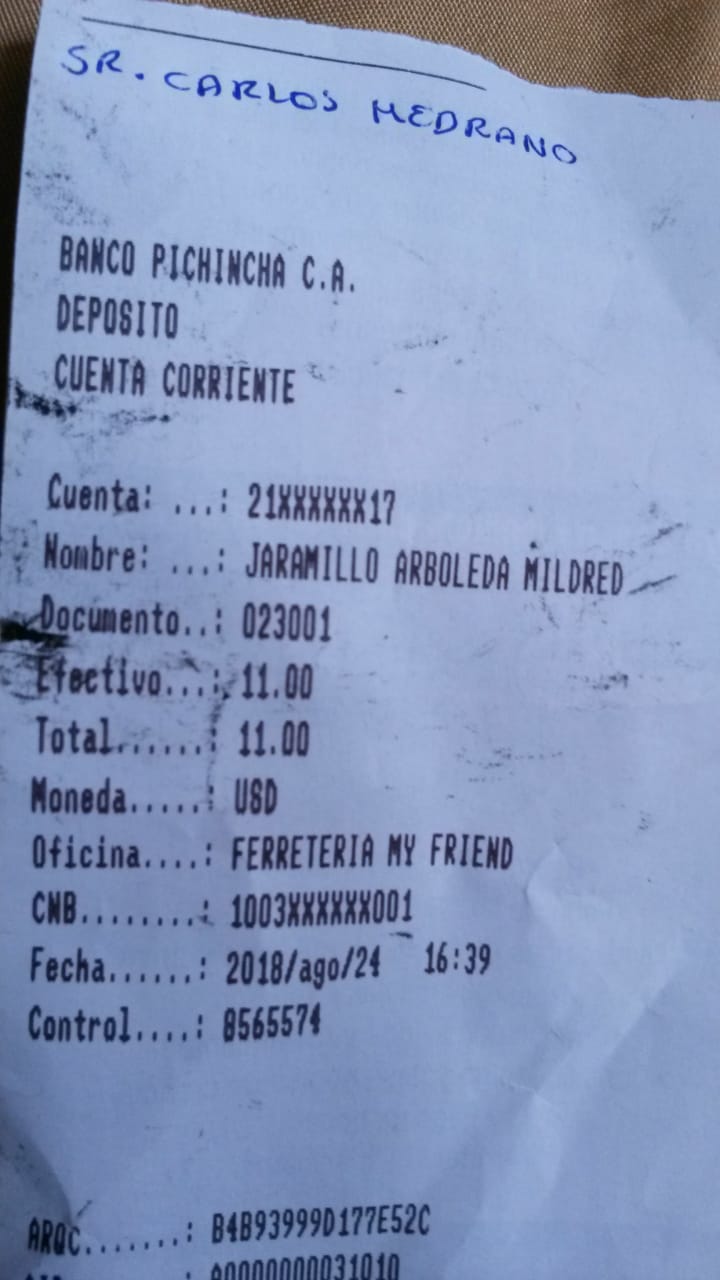 SR. CARLOS MEDRANO
BANCO PICHINCHA C.A.
DEPOSITO
CUENTA CORRIENTE
Cuenta: ...: 21XXXXXX17
Nombre: ...: JARAMILLO ARBOLEDA MILDRED
Documento..: 023001
Efectivo...: 11.00
Total......: 11.00
Moneda.....: USD
Oficina....: FERRETERIA MY FRIEND
CNB........: 1003XXXXXX001
Fecha......: 2018/ago/24 16:39
Control....: 8565574
ARQC.......: B4B93999D177E52C
A0000000031010